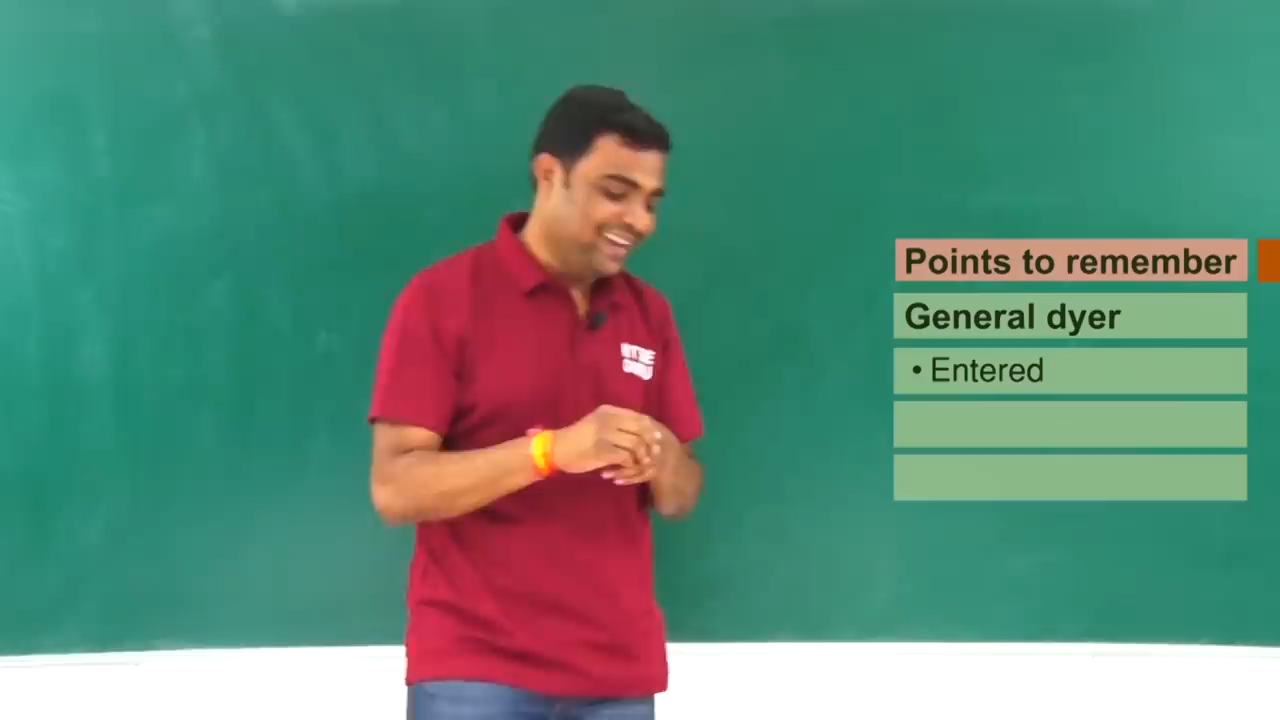 Points to remember
General dyer
• Entered